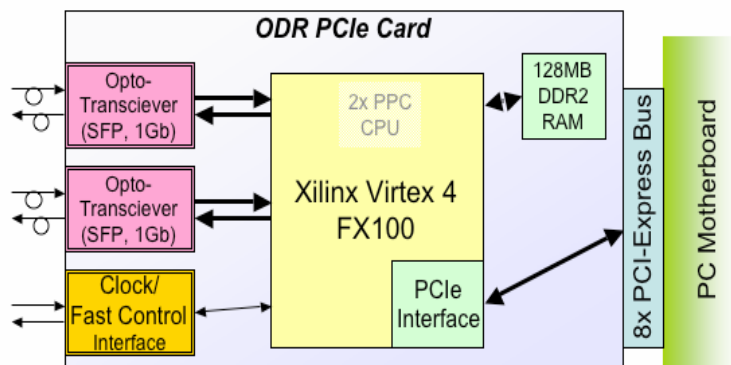 ODR PCIe Card
Opto-
Transciever
(SFP, 1Gb)
2x PPC
CPU
128MB
DDR2
RAM
Opto-
Transciever
(SFP, 1Gb)
Xilinx Virtex 4
FX100
Clock/
Fast Control
Interface
PCIe
Interface
8x PCI-Express Bus
PC Motherboard